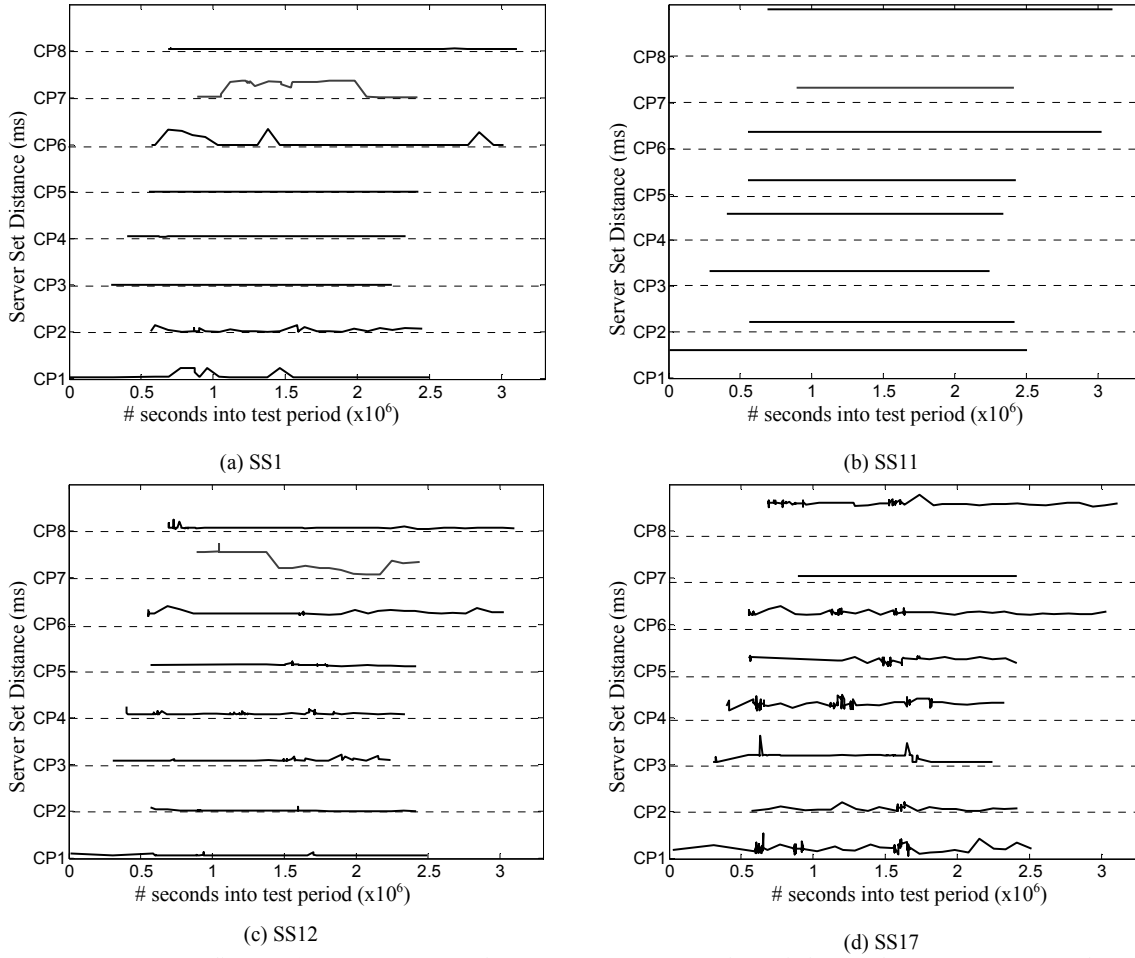 CP8
CP7
CP6
CP5
CP4
CP3
CP2
CP1
Server Set Distance (ms)
0 0.5 1 1.5 2 2.5 3
# seconds into test period (x10⁶)
(a) SS1
CP8
CP7
CP6
CP5
CP4
CP3
CP2
CP1
Server Set Distance (ms)
0 0.5 1 1.5 2 2.5 3
# seconds into test period (x10⁶)
(b) SS11
CP8
CP7
CP6
CP5
CP4
CP3
CP2
CP1
Server Set Distance (ms)
0 0.5 1 1.5 2 2.5 3
# seconds into test period (x10⁶)
(c) SS12
CP8
CP7
CP6
CP5
CP4
CP3
CP2
CP1
Server Set Distance (ms)
0 0.5 1 1.5 2 2.5 3
# seconds into test period (x10⁶)
(d) SS17